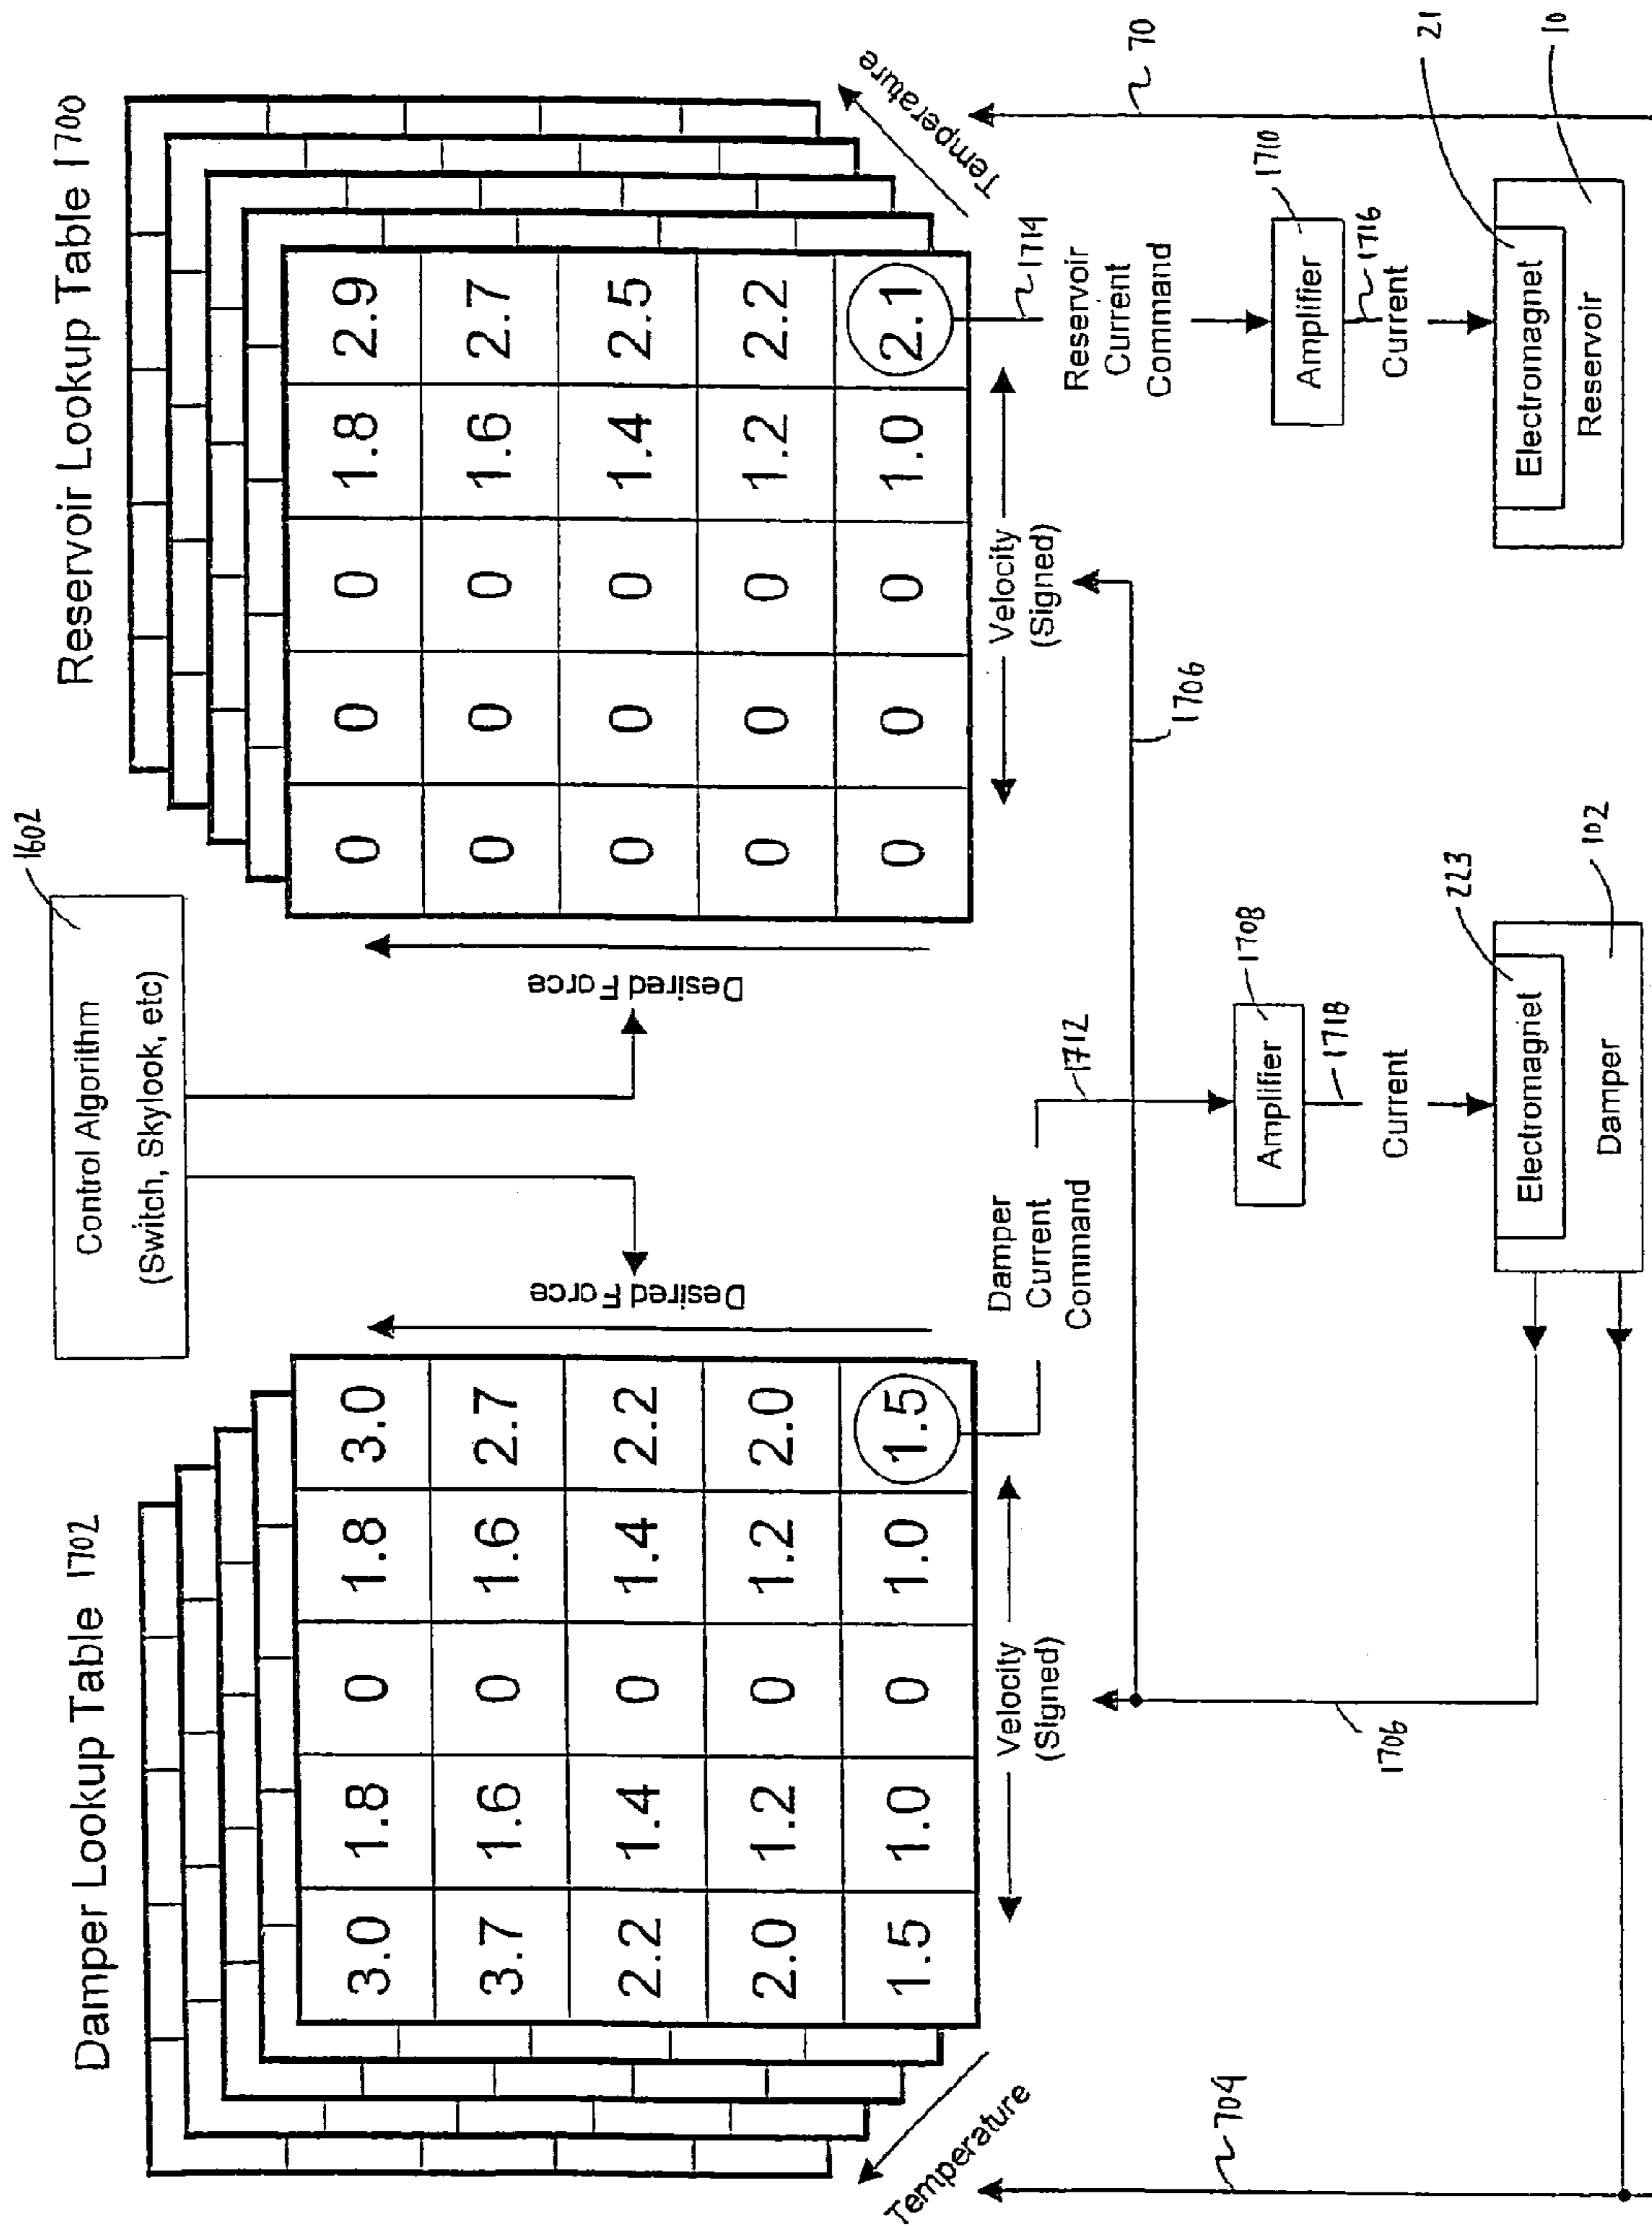 Damper Lookup Table 1702
3.0 1.8 0 1.8 3.0
3.7 1.6 0 1.6 2.7
2.2 1.4 0 1.4 2.2
2.0 1.2 0 1.2 2.0
1.5 1.0 0 1.0 1.5
Temperature
Velocity
(Signed)
Desired Force
Damper
Current
Command
1602
Control Algorithm
(Switch, Skylook, etc)
Reservoir Lookup Table 1700
0 0 0 1.8 2.9
0 0 0 1.6 2.7
0 0 0 1.4 2.5
0 0 0 1.2 2.2
0 0 0 1.0 2.1
Desired Force
Velocity
(Signed)
Temperature
1714
Reservoir
Current
Command
1712
1706
70
704
1706
1708
Amplifier
1718
Current
223
Electromagnet
Damper
102
1710
Amplifier
1716
Current
21
Electromagnet
Reservoir
10